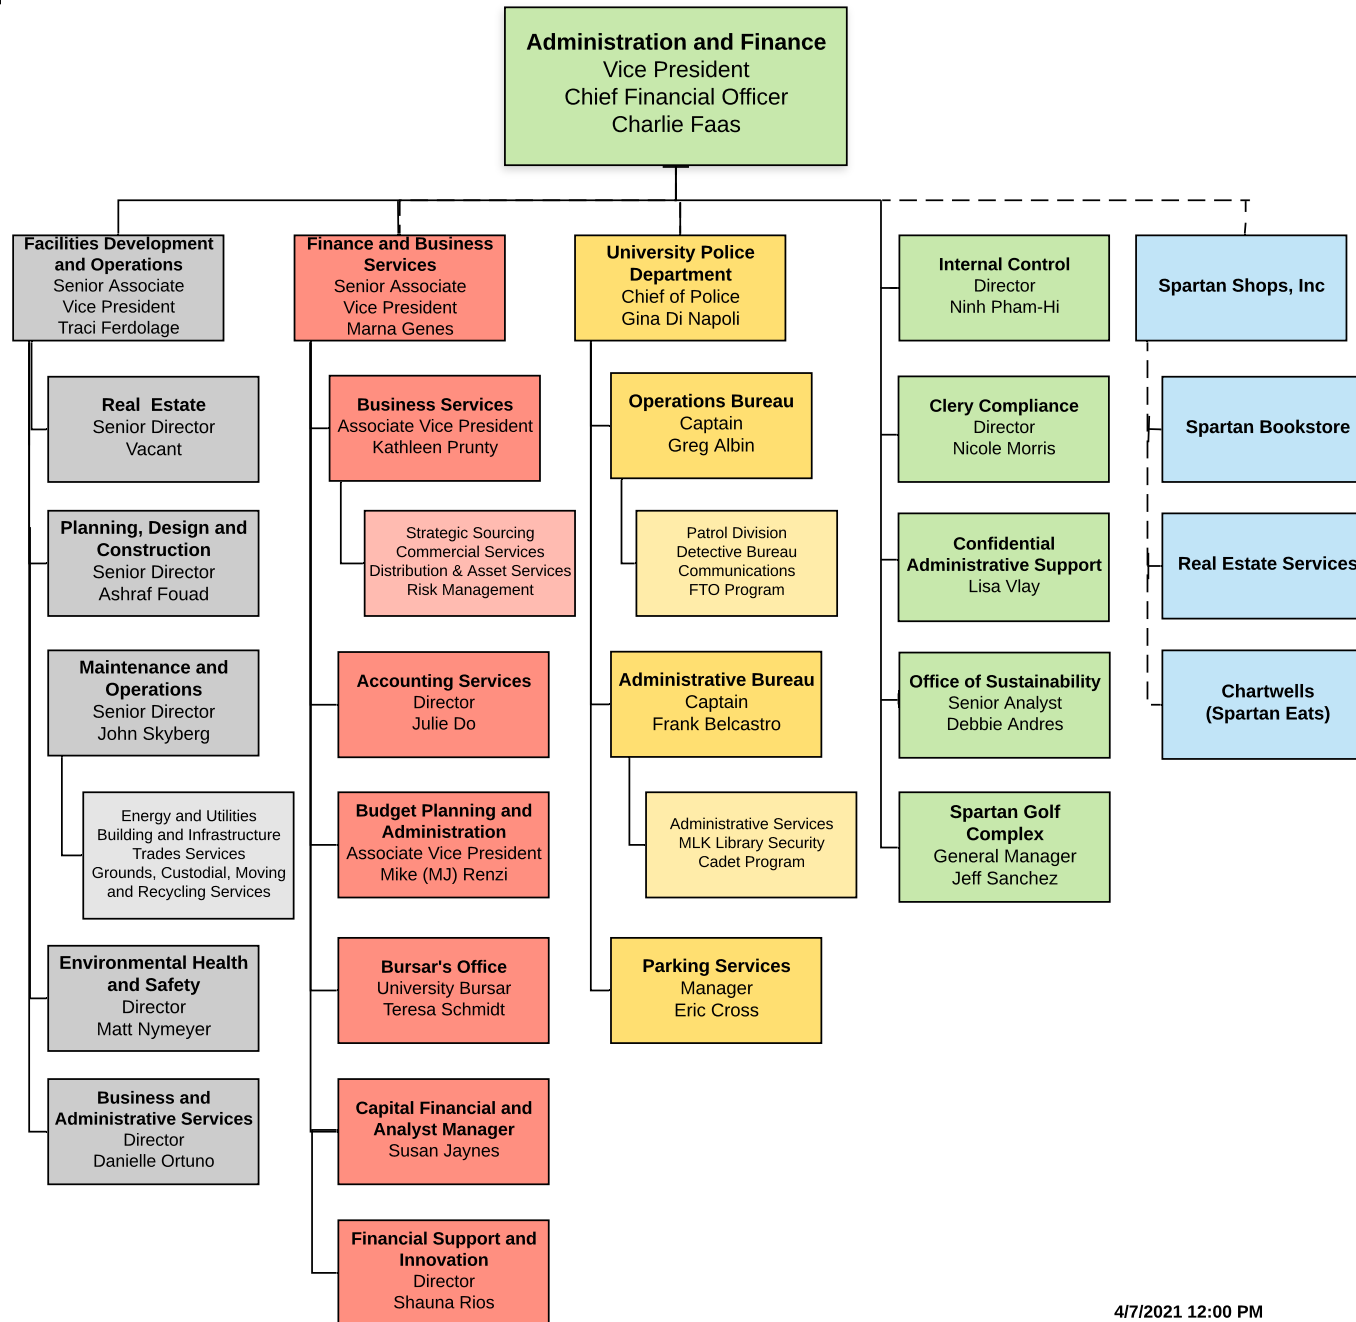 Administration and Finance
Vice President
Chief Financial Officer
Charlie Faas
Facilities Development
and Operations
Senior Associate
Vice President
Traci Ferdolage
Real Estate
Senior Director
Vacant
Planning, Design and
Construction
Senior Director
Ashraf Fouad
Maintenance and
Operations
Senior Director
John Skyberg
Energy and Utilities
Building and Infrastructure
Trades Services
Grounds, Custodial, Moving
and Recycling Services
Environmental Health
and Safety
Director
Matt Nymeyer
Business and
Administrative Services
Director
Danielle Ortuno
Finance and Business
Services
Senior Associate
Vice President
Marna Genes
Business Services
Associate Vice President
Kathleen Prunty
Strategic Sourcing
Commercial Services
Distribution & Asset Services
Risk Management
Accounting Services
Director
Julie Do
Budget Planning and
Administration
Associate Vice President
Mike (MJ) Renzi
Bursar's Office
University Bursar
Teresa Schmidt
Capital Financial and
Analyst Manager
Susan Jaynes
Financial Support and
Innovation
Director
Shauna Rios
University Police
Department
Chief of Police
Gina Di Napoli
Operations Bureau
Captain
Greg Albin
Patrol Division
Detective Bureau
Communications
FTO Program
Administrative Bureau
Captain
Frank Belcastro
Administrative Services
MLK Library Security
Cadet Program
Parking Services
Manager
Eric Cross
Internal Control
Director
Ninh Pham-Hi
Clery Compliance
Director
Nicole Morris
Confidential
Administrative Support
Lisa Vlay
Office of Sustainability
Senior Analyst
Debbie Andres
Spartan Golf
Complex
General Manager
Jeff Sanchez
Spartan Shops, Inc
Spartan Bookstore
Real Estate Services
Chartwells
(Spartan Eats)
4/7/2021 12:00 PM